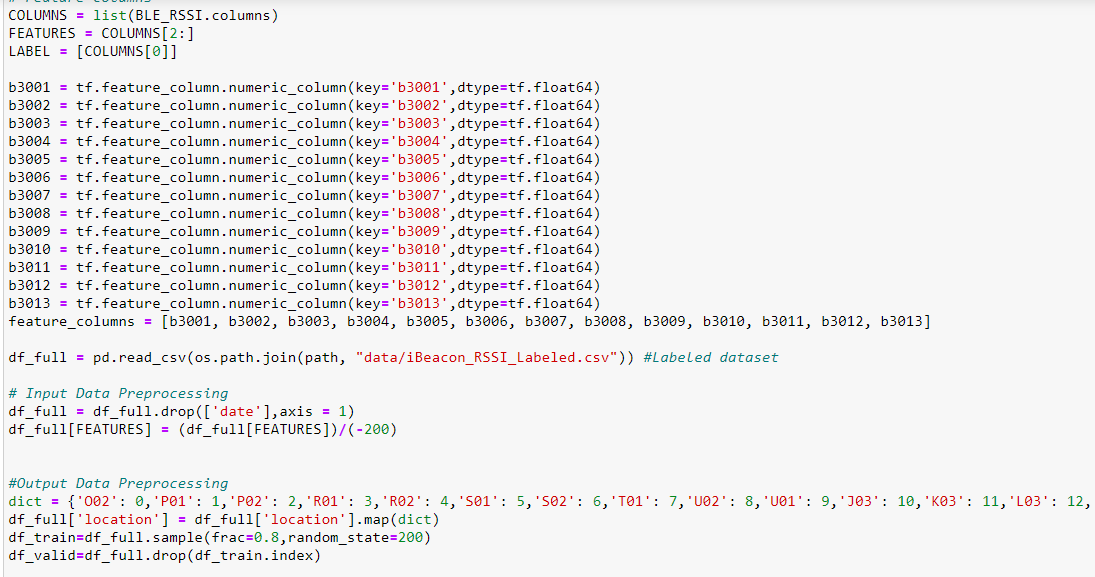 # Feature columns
COLUMNS = list(BLE_RSSI.columns)
FEATURES = COLUMNS[2:]
LABEL = [COLUMNS[0]]
b3001 = tf.feature_column.numeric_column(key='b3001',dtype=tf.float64)
b3002 = tf.feature_column.numeric_column(key='b3002',dtype=tf.float64)
b3003 = tf.feature_column.numeric_column(key='b3003',dtype=tf.float64)
b3004 = tf.feature_column.numeric_column(key='b3004',dtype=tf.float64)
b3005 = tf.feature_column.numeric_column(key='b3005',dtype=tf.float64)
b3006 = tf.feature_column.numeric_column(key='b3006',dtype=tf.float64)
b3007 = tf.feature_column.numeric_column(key='b3007',dtype=tf.float64)
b3008 = tf.feature_column.numeric_column(key='b3008',dtype=tf.float64)
b3009 = tf.feature_column.numeric_column(key='b3009',dtype=tf.float64)
b3010 = tf.feature_column.numeric_column(key='b3010',dtype=tf.float64)
b3011 = tf.feature_column.numeric_column(key='b3011',dtype=tf.float64)
b3012 = tf.feature_column.numeric_column(key='b3012',dtype=tf.float64)
b3013 = tf.feature_column.numeric_column(key='b3013',dtype=tf.float64)
feature_columns = [b3001, b3002, b3003, b3004, b3005, b3006, b3007, b3008, b3009, b3010, b3011, b3012, b3013]
df_full = pd.read_csv(os.path.join(path, "data/iBeacon_RSSI_Labeled.csv")) #Labeled dataset
# Input Data Preprocessing
df_full = df_full.drop(['date'],axis = 1)
df_full[FEATURES] = (df_full[FEATURES])/(-200)
#Output Data Preprocessing
dict = {'O02': 0,'P01': 1,'P02': 2,'R01': 3,'R02': 4,'S01': 5,'S02': 6,'T01': 7,'U02': 8,'U01': 9,'J03': 10,'K03': 11,'L03': 12,
df_full['location'] = df_full['location'].map(dict)
df_train=df_full.sample(frac=0.8,random_state=200)
df_valid=df_full.drop(df_train.index)